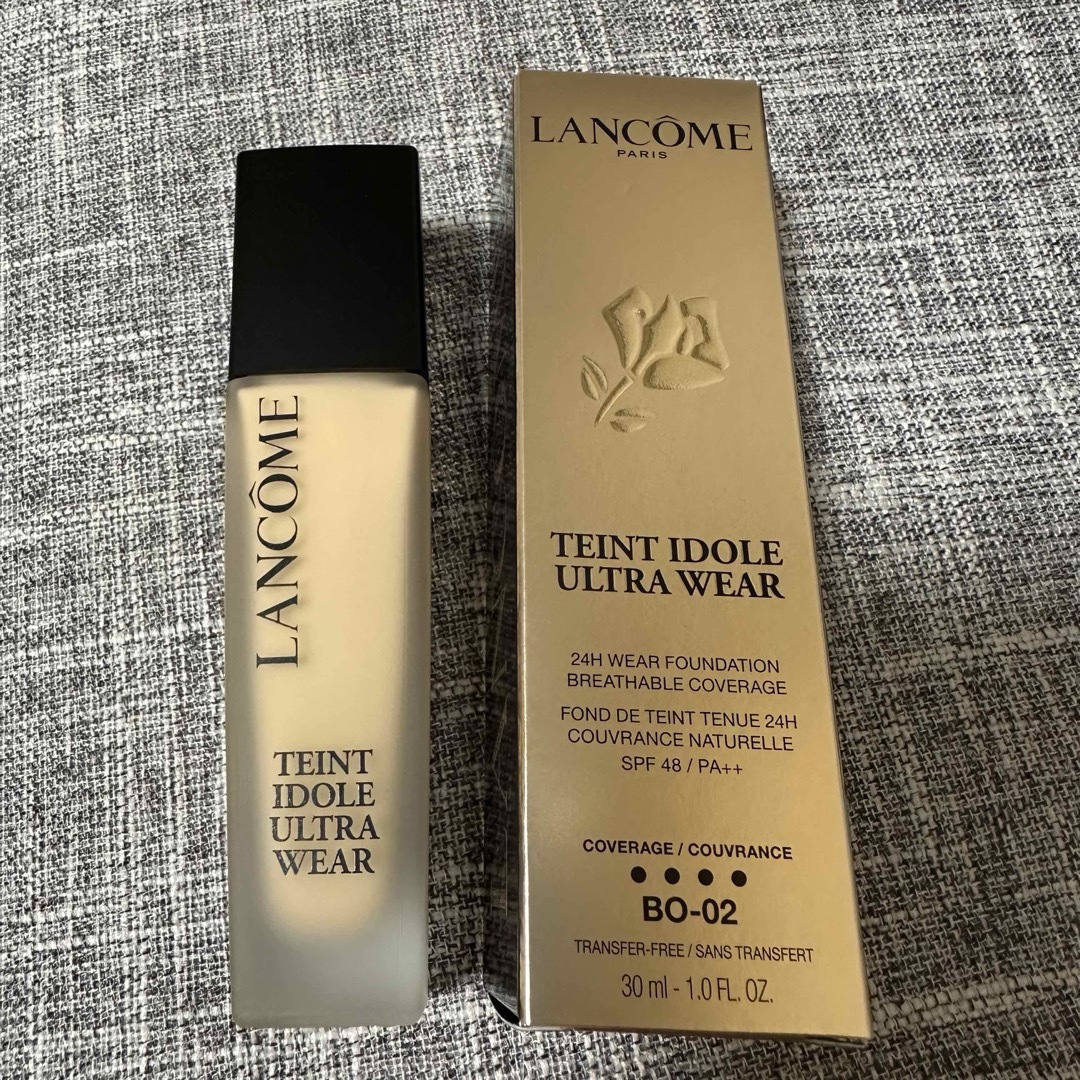 LANCÔME
TEINT
IDOLE
ULTRA
WEAR
LANCÔME
PARIS
TEINT IDOLE
ULTRA WEAR
24H WEAR FOUNDATION
BREATHABLE COVERAGE
FOND DE TEINT TENUE 24H
COUVRANCE NATURELLE
SPF 48 / PA++
COVERAGE / COUVRANCE
BO-02
TRANSFER-FREE / SANS TRANSFERT
30 ml - 1.0 FL. OZ.